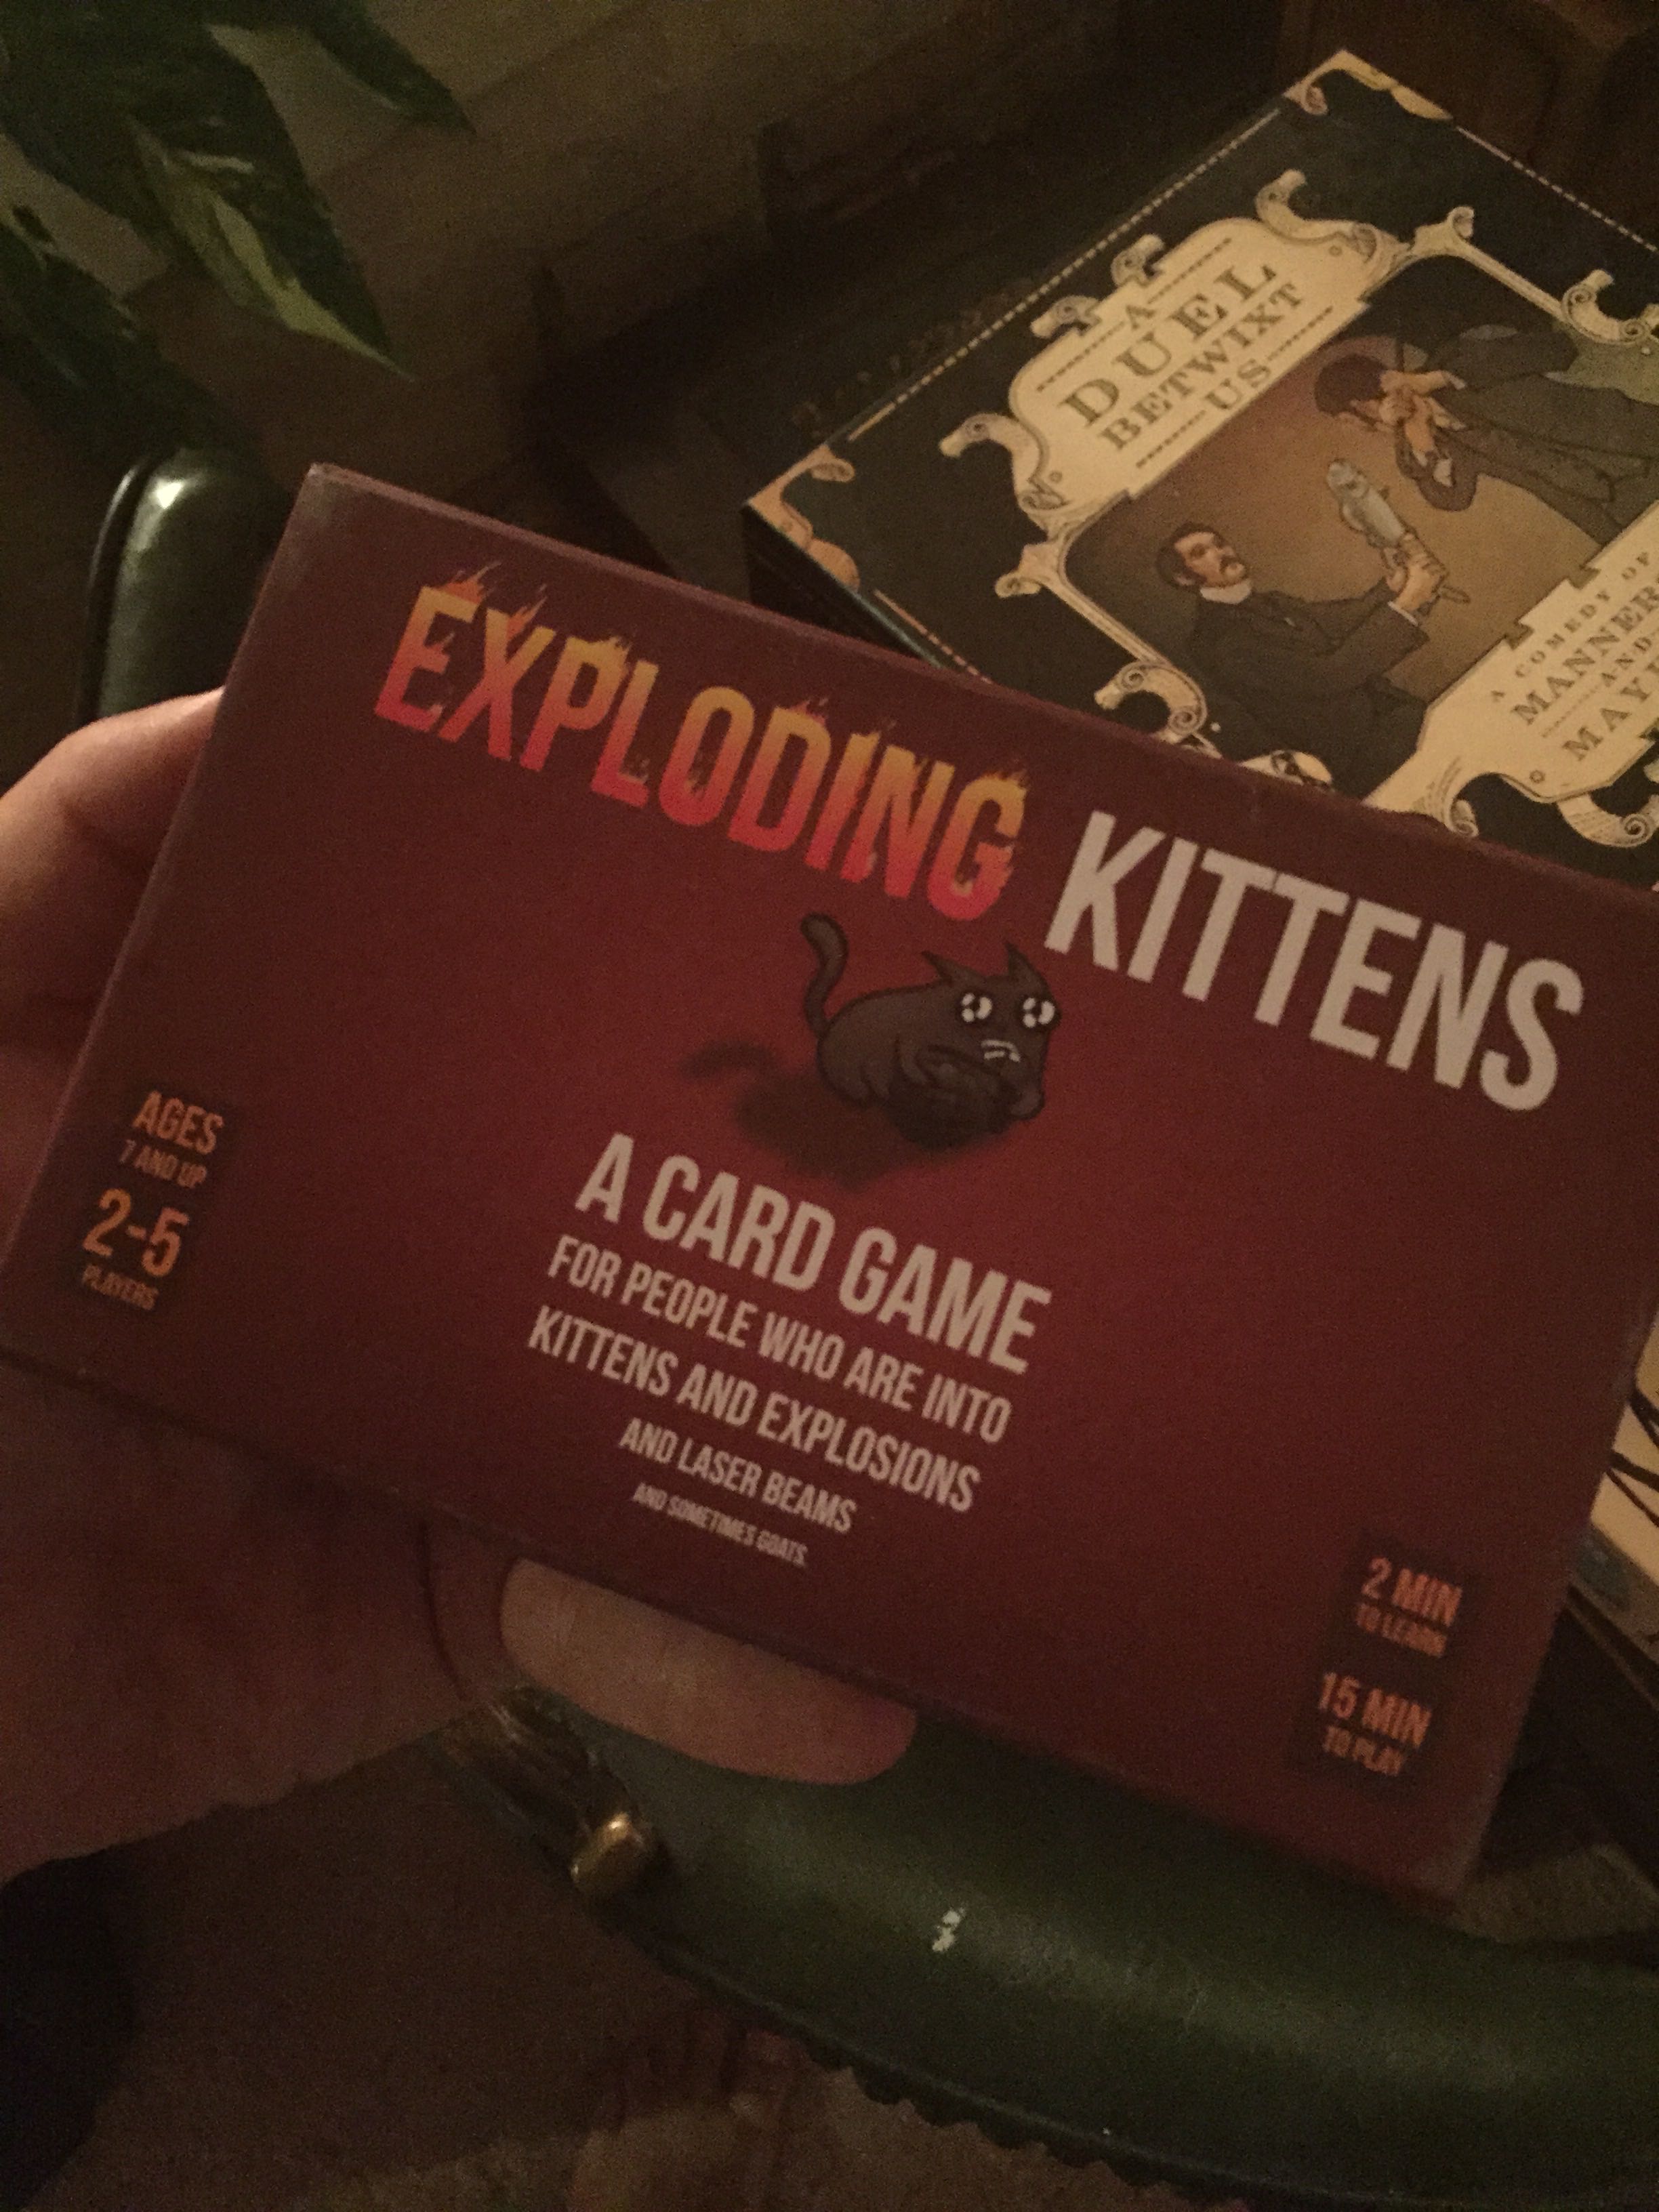 A
DUEL
BETWIXT
US
A COMEDY OF
MANNERS
AND
EXPLODING KITTENS
A CARD GAME
FOR PEOPLE WHO ARE INTO
KITTENS AND EXPLOSIONS
AND LASER BEAMS
AND SOMETIMES GOATS.
AGES
7 AND UP
2-5
PLAYERS
2 MIN
TO LEARN
15 MIN
TO PLAY